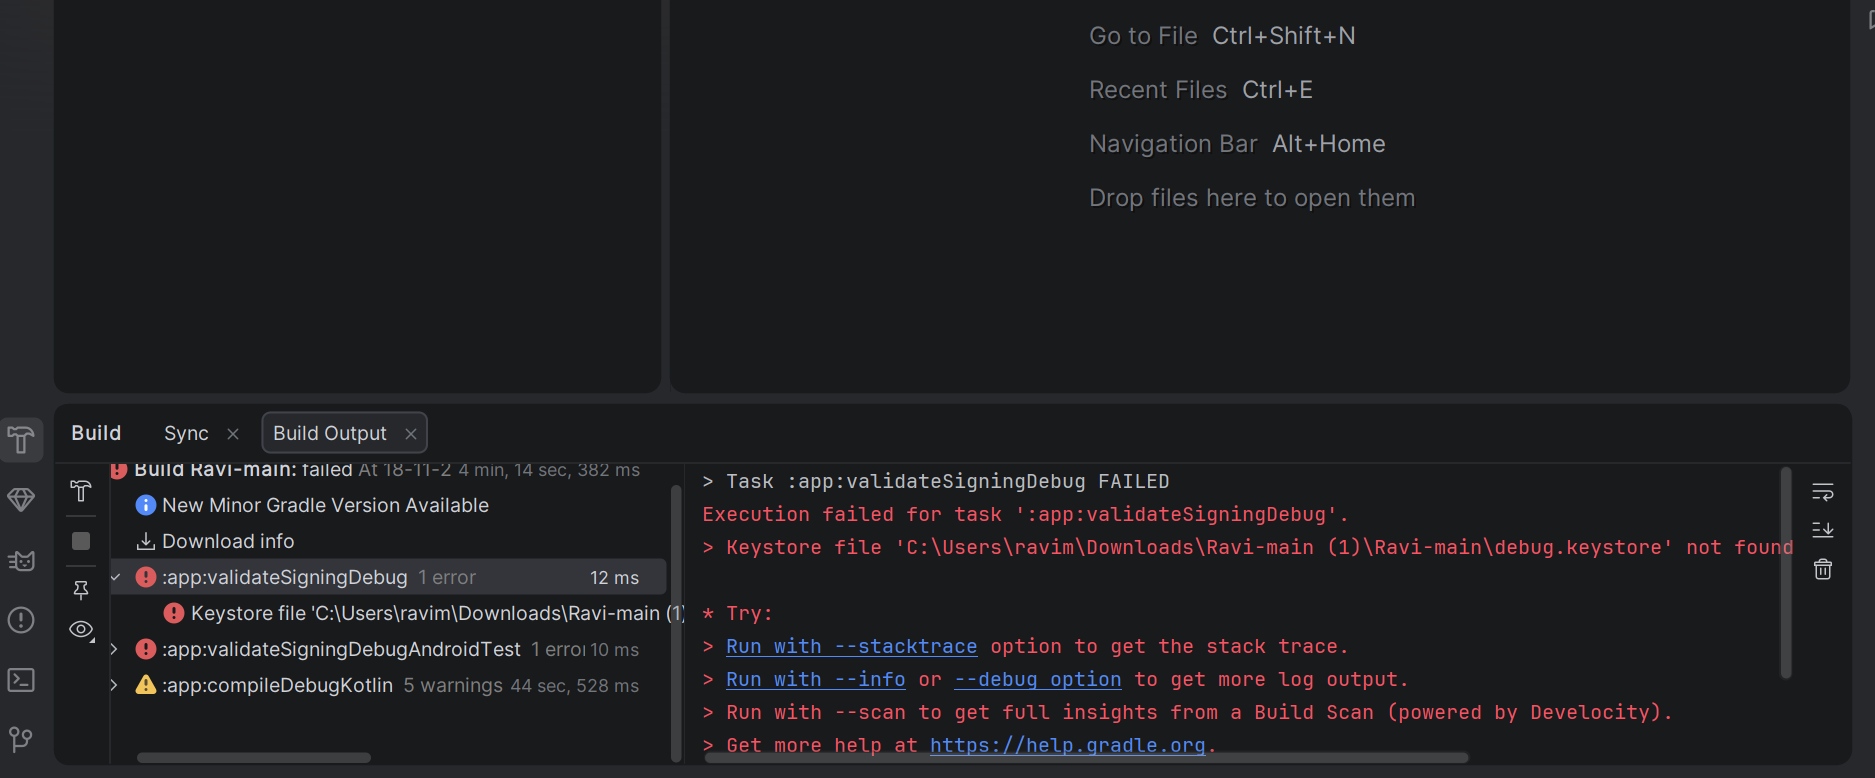 Go to File Ctrl+Shift+N
Recent Files Ctrl+E
Navigation Bar Alt+Home
Drop files here to open them
Build Sync Build Output
Build Ravi-main: failed At 18-11-2 4 min, 14 sec, 382 ms
New Minor Gradle Version Available
Download info
:app:validateSigningDebug 1 error 12 ms
Keystore file 'C:\Users\ravim\Downloads\Ravi-main (1)
:app:validateSigningDebugAndroidTest 1 error 10 ms
:app:compileDebugKotlin 5 warnings 44 sec, 528 ms
> Task :app:validateSigningDebug FAILED
Execution failed for task ':app:validateSigningDebug'.
> Keystore file 'C:\Users\ravim\Downloads\Ravi-main (1)\Ravi-main\debug.keystore' not found
* Try:
> Run with --stacktrace option to get the stack trace.
> Run with --info or --debug option to get more log output.
> Run with --scan to get full insights from a Build Scan (powered by Develocity).
> Get more help at https://help.gradle.org.